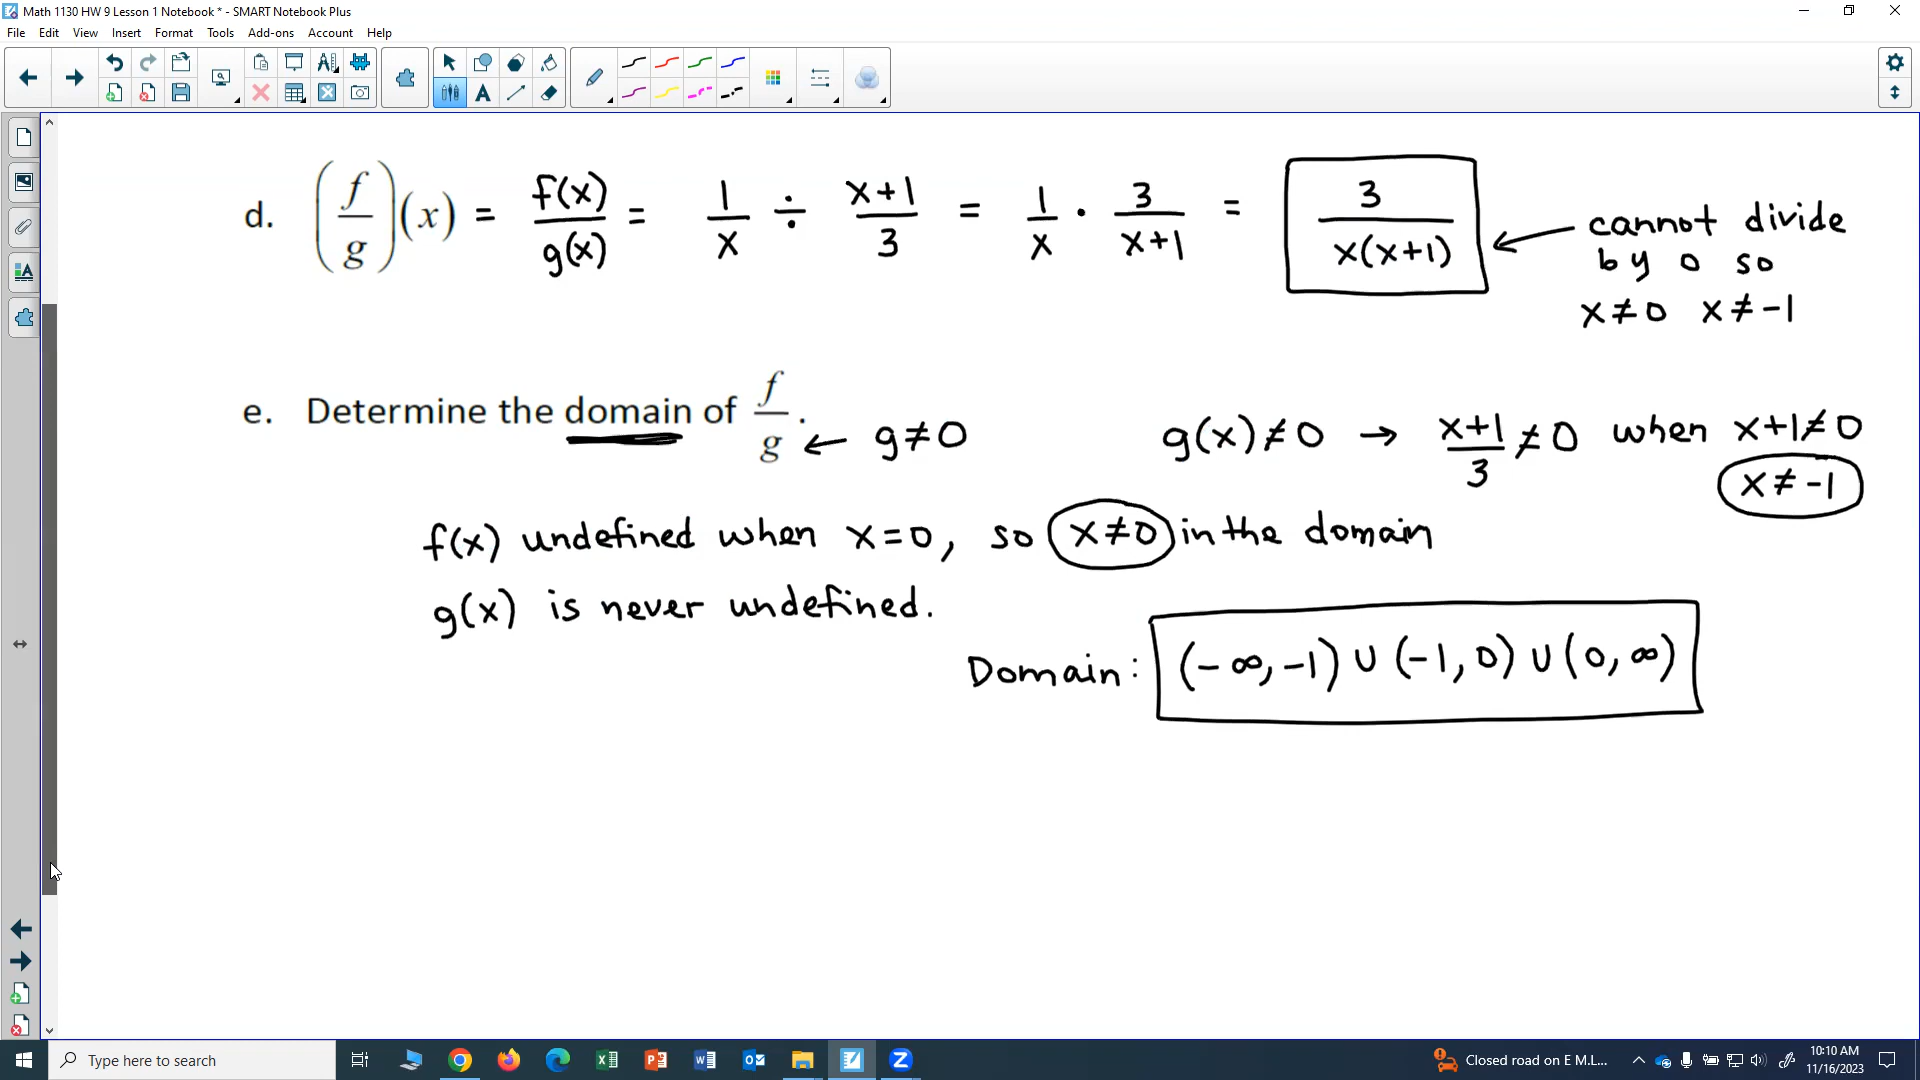 Math 1130 HW 9 Lesson 1 Notebook * - SMART Notebook Plus
File Edit View Insert Format Tools Add-ons Account Help
d. (f/g)(x) = f(x)/g(x) = 1/x ÷ (x+1)/3 = 1/x · 3/(x+1) = 3/(x(x+1)) ← cannot divide
by 0 so
x≠0 x≠-1
e. Determine the domain of f/g. ← g≠0 g(x)≠0 → (x+1)/3 ≠0 when x+1≠0
x≠-1
f(x) undefined when x=0, so x≠0 in the domain
g(x) is never undefined.
Domain: (-∞,-1) ∪ (-1,0) ∪ (0,∞)
Type here to search
Closed road on E M.L...
10:10 AM
11/16/2023